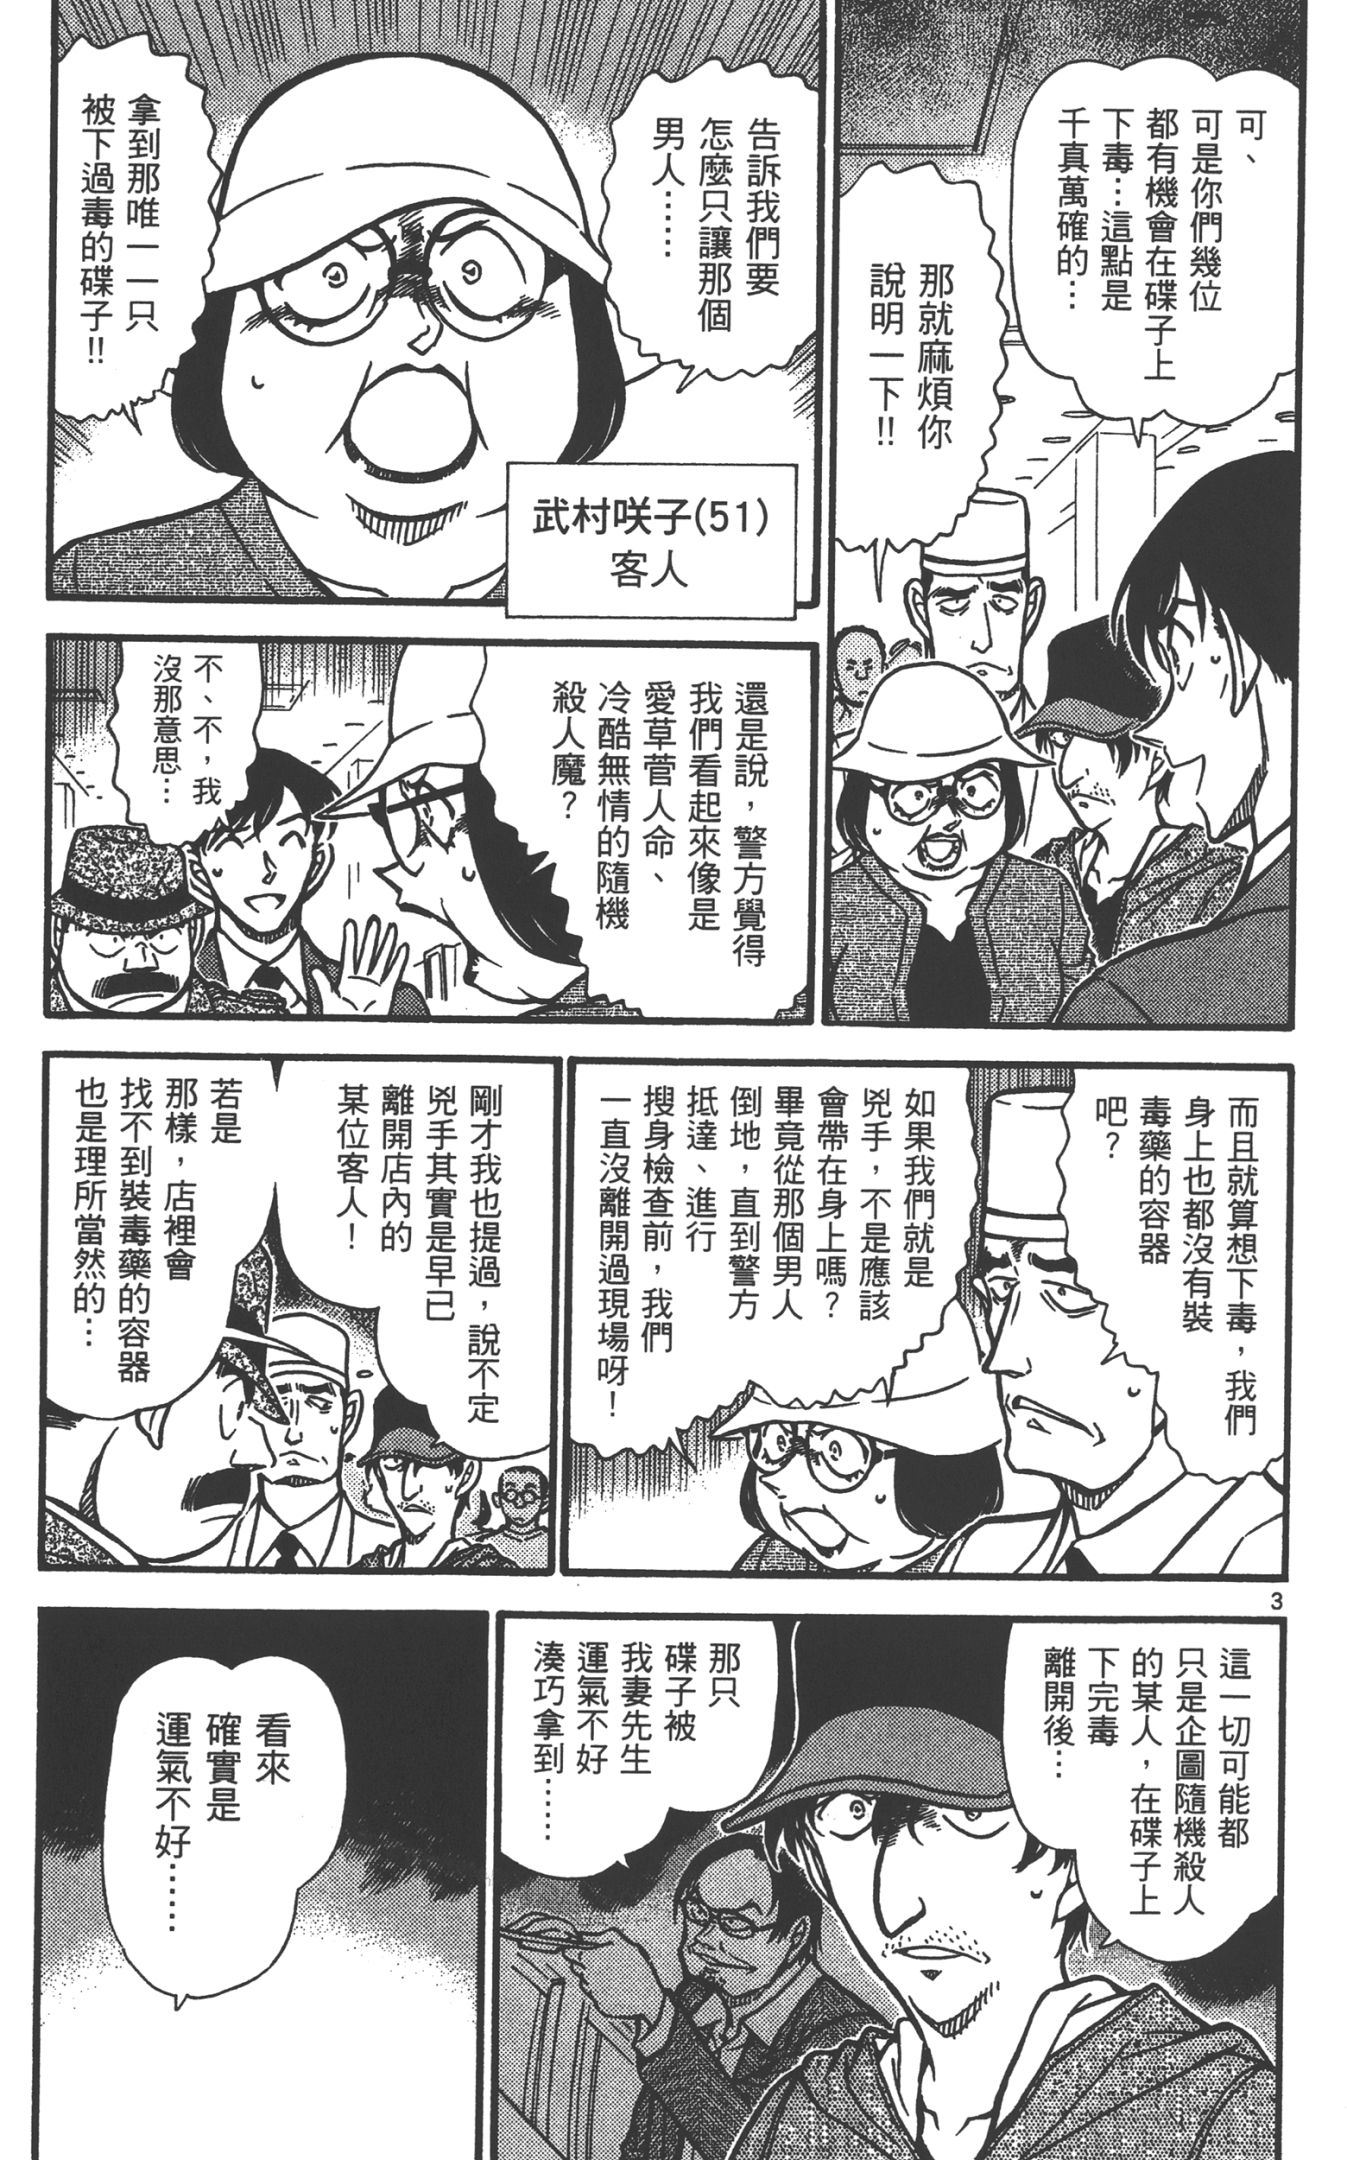 可、
可是你們幾位
都有機會在碟子上
下毒…這點是
千真萬確的…
那就麻煩你
說明一下!!
告訴我們要
怎麼只讓那個
男人……
拿到那唯一一只
被下過毒的碟子!!
武村咲子(51)
客人
還是說，警方覺得
我們看起來像是
愛草菅人命、
冷酷無情的隨機
殺人魔？
不、不，我
沒那意思…
而且就算想下毒，我們
身上也都沒有裝
毒藥的容器
吧？
如果我們就是
兇手，不是應該
會帶在身上嗎？
畢竟從那個男人
倒地，直到警方
抵達、進行
搜身檢查前，我們
一直沒離開過現場呀！
剛才我也提過，說不定
兇手其實是早已
離開店內的
某位客人！
若是
那樣，店裡會
找不到裝毒藥的容器
也是理所當然的…
3
這一切可能都
只是企圖隨機殺人
的某人，在碟子上
下完毒
離開後…
那只
碟子被
我妻先生
運氣不好
湊巧拿到……
看來
確實是
運氣不好……